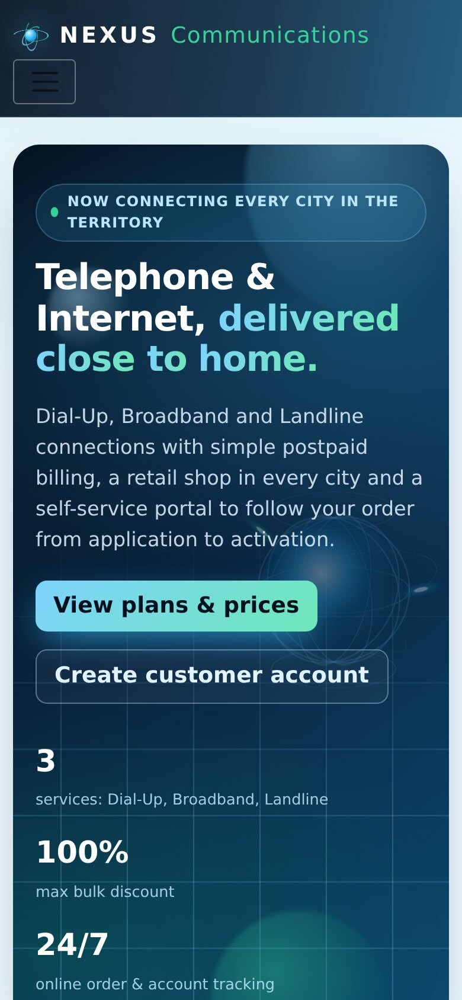 NEXUS Communications
NOW CONNECTING EVERY CITY IN THE
TERRITORY
Telephone &
Internet, delivered
close to home.
Dial-Up, Broadband and Landline
connections with simple postpaid
billing, a retail shop in every city and a
self-service portal to follow your order
from application to activation.
View plans & prices
Create customer account
3
services: Dial-Up, Broadband, Landline
100%
max bulk discount
24/7
online order & account tracking